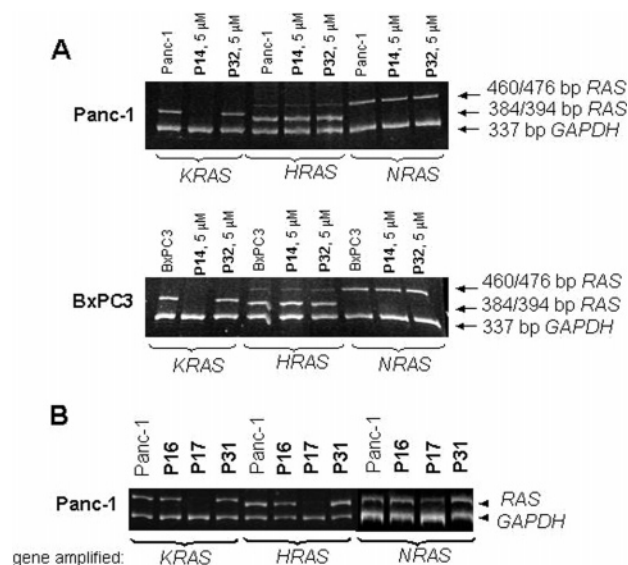 A
Panc-1 P14, 5 µM P32, 5 µM Panc-1 P14, 5 µM P32, 5 µM Panc-1 P14, 5 µM P32, 5 µM
Panc-1
460/476 bp RAS
384/394 bp RAS
337 bp GAPDH
KRAS HRAS NRAS
BxPC3 P14, 5 µM P32, 5 µM BxPC3 P14, 5 µM P32, 5 µM BxPC3 P14, 5 µM P32, 5 µM
BxPC3
460/476 bp RAS
384/394 bp RAS
337 bp GAPDH
KRAS HRAS NRAS
B
Panc-1 P16 P17 P31 Panc-1 P16 P17 P31 Panc-1 P16 P17 P31
Panc-1
RAS
GAPDH
gene amplified: KRAS HRAS NRAS